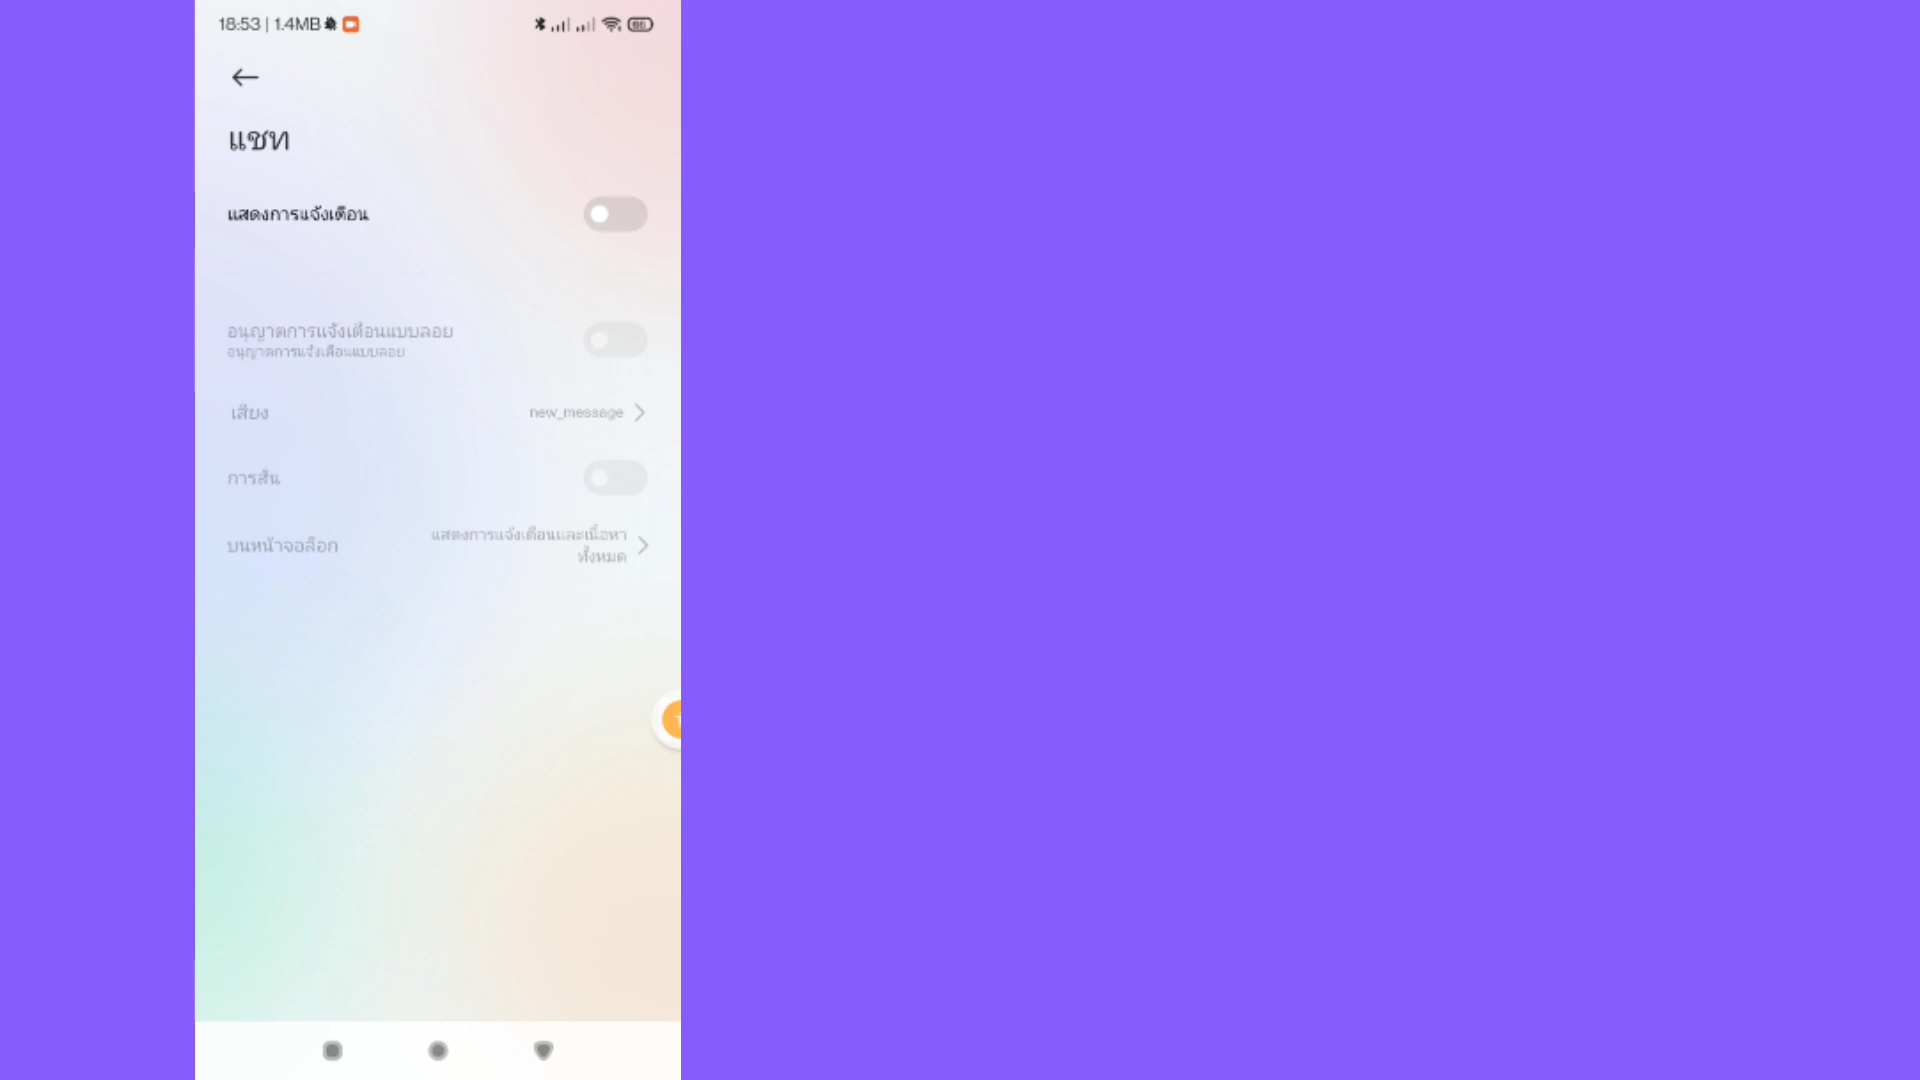 18:53 | 1.4MB
65
แชท
แสดงการแจ้งเตือน
อนุญาตการแจ้งเตือนแบบลอย
อนุญาตการแจ้งเตือนแบบลอย
เสียง
new_message
การสั่น
บนหน้าจอล็อก
แสดงการแจ้งเตือนและเนื้อหา
ทั้งหมด